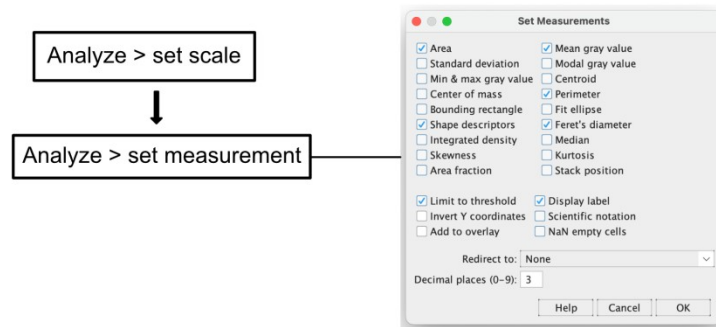 Analyze > set scale
Analyze > set measurement
Set Measurements
Area
Mean gray value
Standard deviation
Modal gray value
Min & max gray value
Centroid
Center of mass
Perimeter
Bounding rectangle
Fit ellipse
Shape descriptors
Feret's diameter
Integrated density
Median
Skewness
Kurtosis
Area fraction
Stack position
Limit to threshold
Display label
Invert Y coordinates
Scientific notation
Add to overlay
NaN empty cells
Redirect to: None
Decimal places (0-9): 3
Help Cancel OK